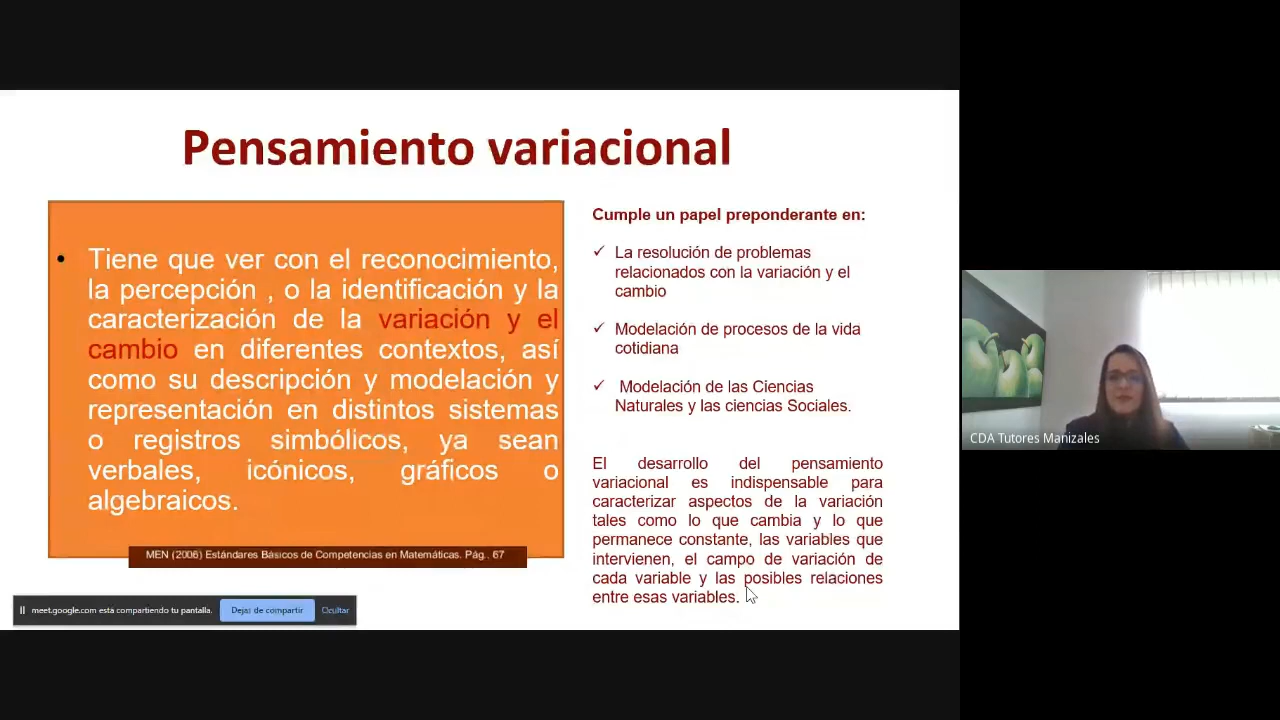 Pensamiento variacional
• Tiene que ver con el reconocimiento,
la percepción , o la identificación y la
caracterización de la variación y el
cambio en diferentes contextos, así
como su descripción y modelación y
representación en distintos sistemas
o registros simbólicos, ya sean
verbales, icónicos, gráficos o
algebraicos.
MEN (2006) Estándares Básicos de Competencias en Matemáticas. Pág.. 67
Cumple un papel preponderante en:
✓ La resolución de problemas
relacionados con la variación y el
cambio
✓ Modelación de procesos de la vida
cotidiana
✓ Modelación de las Ciencias
Naturales y las ciencias Sociales.
El desarrollo del pensamiento
variacional es indispensable para
caracterizar aspectos de la variación
tales como lo que cambia y lo que
permanece constante, las variables que
intervienen, el campo de variación de
cada variable y las posibles relaciones
entre esas variables.
meet.google.com está compartiendo tu pantalla. Dejar de compartir Ocultar
CDA Tutores Manizales